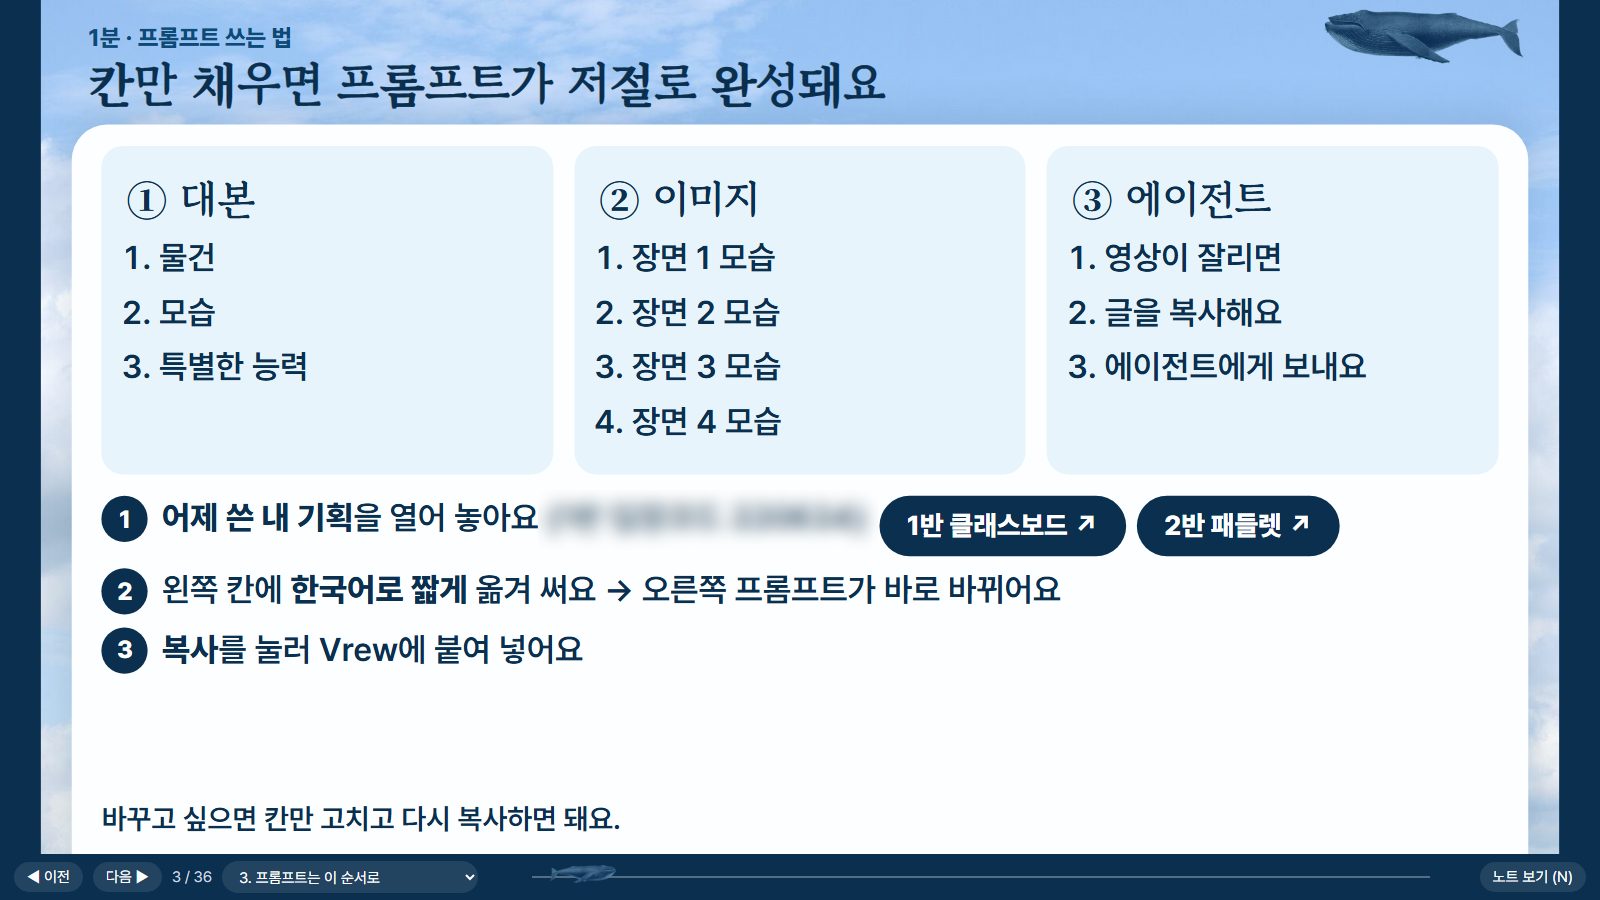 1분 · 프롬프트 쓰는 법
칸만 채우면 프롬프트가 저절로 완성돼요
① 대본
1. 물건
2. 모습
3. 특별한 능력
② 이미지
1. 장면 1 모습
2. 장면 2 모습
3. 장면 3 모습
4. 장면 4 모습
③ 에이전트
1. 영상이 잘리면
2. 글을 복사해요
3. 에이전트에게 보내요
1 어제 쓴 내 기획을 열어 놓아요 1반 클래스보드 ↗ 2반 패들렛 ↗
2 왼쪽 칸에 한국어로 짧게 옮겨 써요 → 오른쪽 프롬프트가 바로 바뀌어요
3 복사를 눌러 Vrew에 붙여 넣어요
바꾸고 싶으면 칸만 고치고 다시 복사하면 돼요.
◀ 이전 다음 ▶ 3 / 36 3. 프롬프트는 이 순서로 노트 보기 (N)